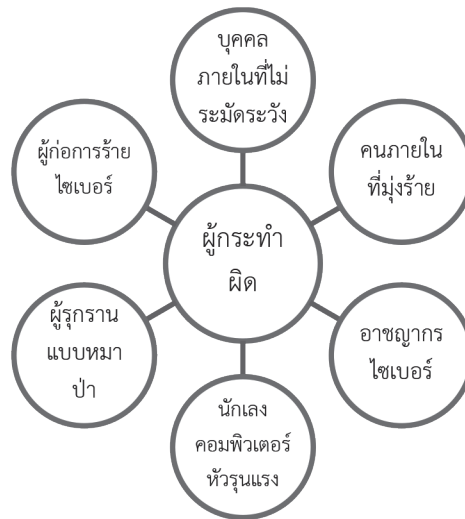 บุคคล
ภายในที่ไม่
ระมัดระวัง
ผู้ก่อการร้าย
ไซเบอร์
คนภายใน
ที่มุ่งร้าย
ผู้กระทำ
ผิด
ผู้รุกราน
แบบหมา
ป่า
อาชญากร
ไซเบอร์
นักเลง
คอมพิวเตอร์
หัวรุนแรง